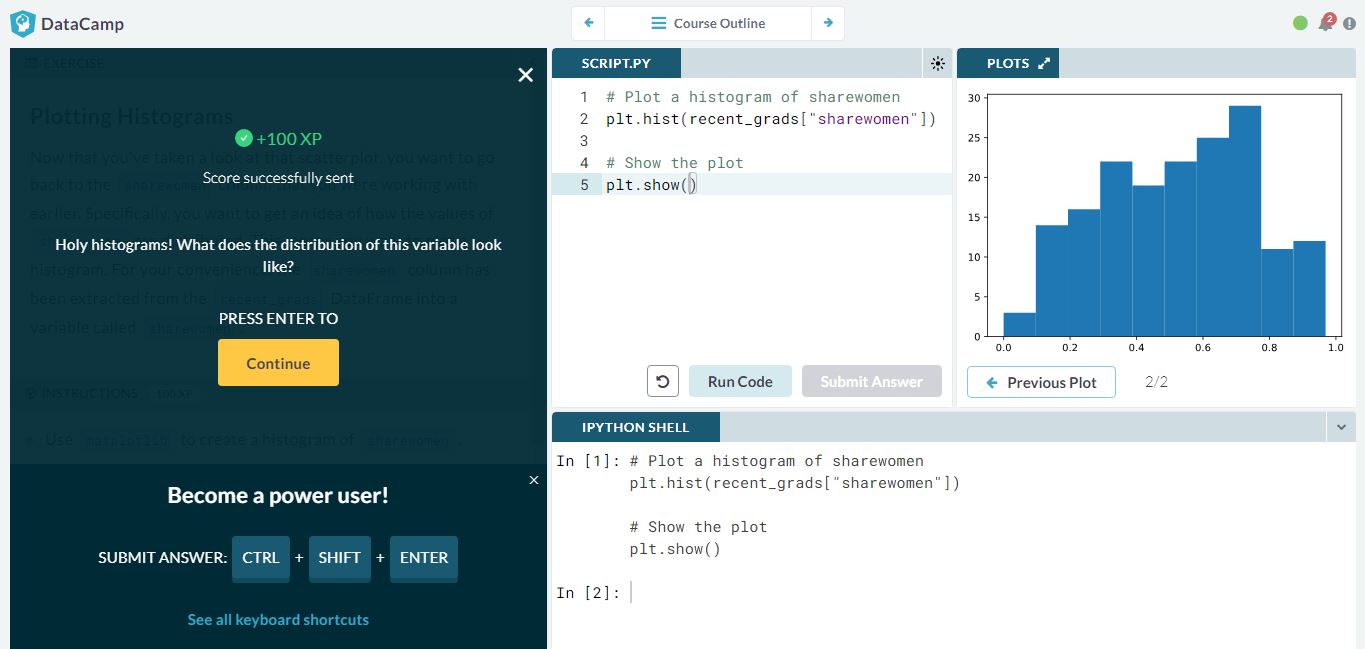 DataCamp
Course Outline
2
EXERCISE
Plotting Histograms
+100 XP
Now that you've taken a look at that scatterplot, you want to go
Score successfully sent
back to the sharewomen column that you were working with
earlier. Specifically, you want to get an idea of how the values of
Holy histograms! What does the distribution of this variable look
like?
histogram. For your convenience, the sharewomen column has
been extracted from the recent_grads DataFrame into a
PRESS ENTER TO
variable called sharewomen.
Continue
INSTRUCTIONS 100 XP
Use matplotlib to create a histogram of sharewomen.
Become a power user!
SUBMIT ANSWER: CTRL + SHIFT + ENTER
See all keyboard shortcuts
SCRIPT.PY
1 # Plot a histogram of sharewomen
2 plt.hist(recent_grads["sharewomen"])
3
4 # Show the plot
5 plt.show()
Run Code
Submit Answer
PLOTS
30
25
20
15
10
5
0
0.0 0.2 0.4 0.6 0.8 1.0
Previous Plot 2/2
IPYTHON SHELL
In [1]: # Plot a histogram of sharewomen
plt.hist(recent_grads["sharewomen"])
# Show the plot
plt.show()
In [2]: